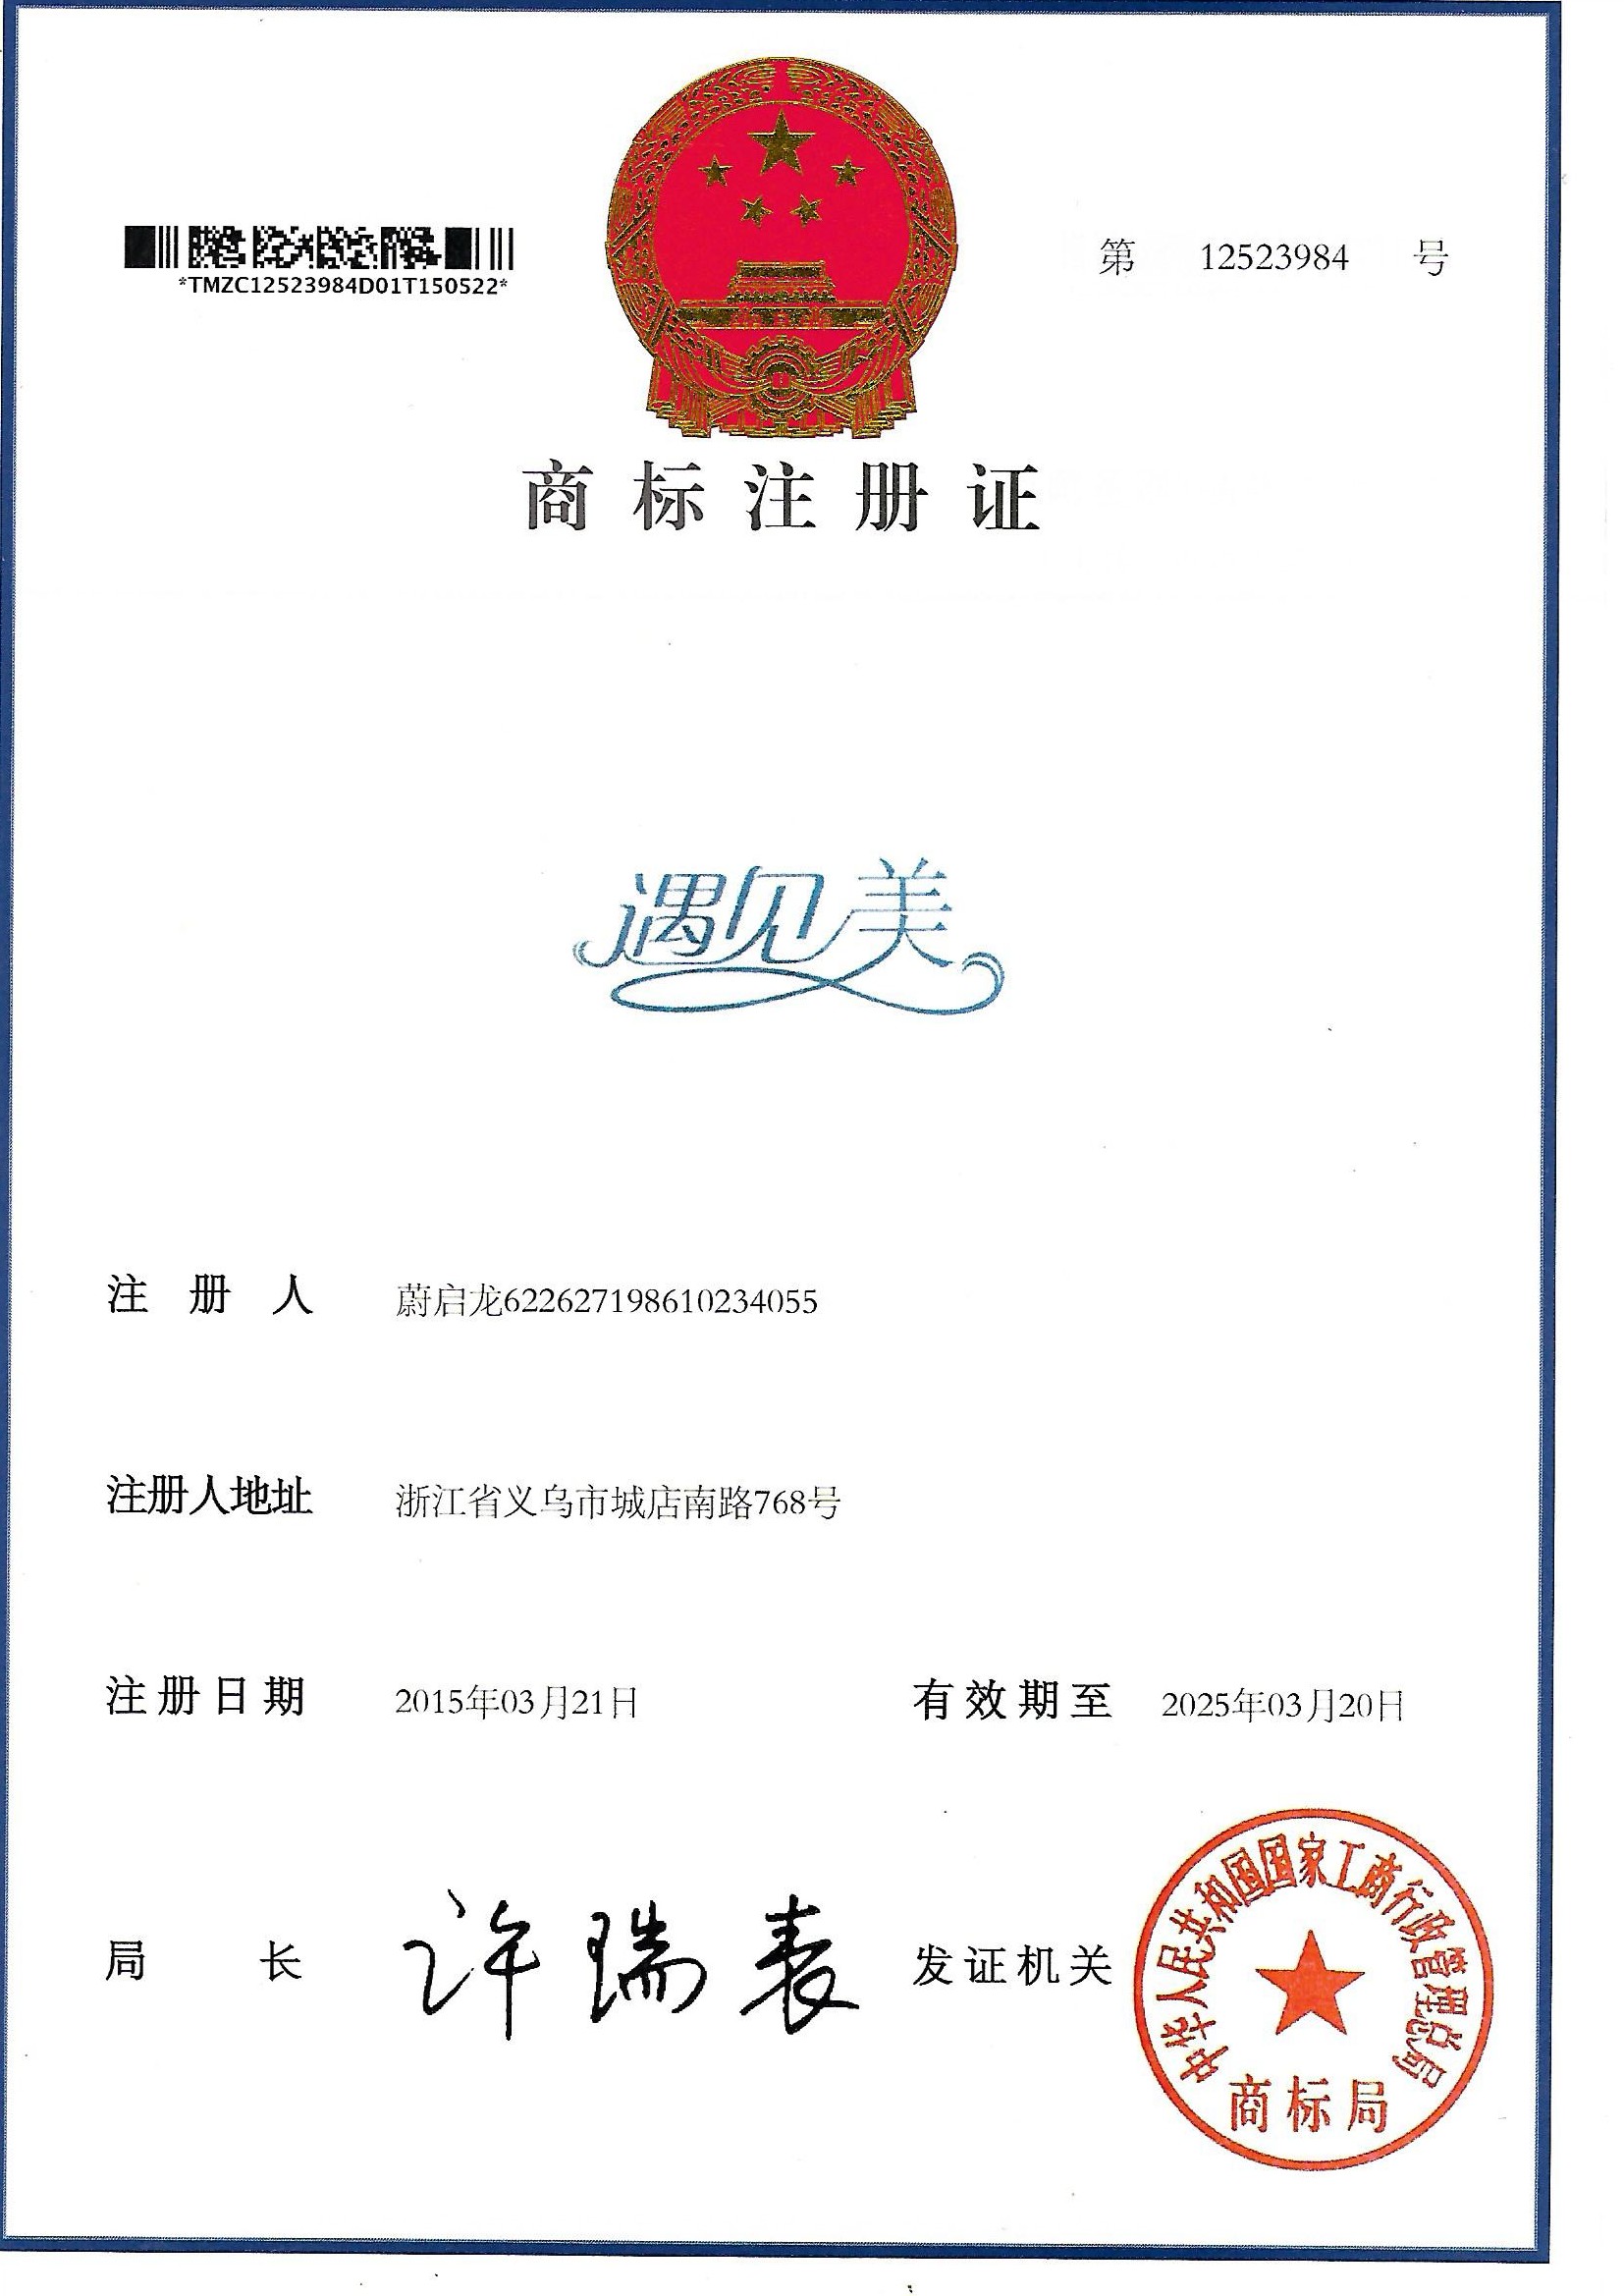 *TMZC12523984D01T150522*
第 12523984 号
商标注册证
遇见美
注册人 蔚启龙622627198610234055
注册人地址 浙江省义乌市城店南路768号
注册日期 2015年03月21日 有效期至 2025年03月20日
局长 许瑞表 发证机关
中华人民共和国国家工商行政管理总局
商标局